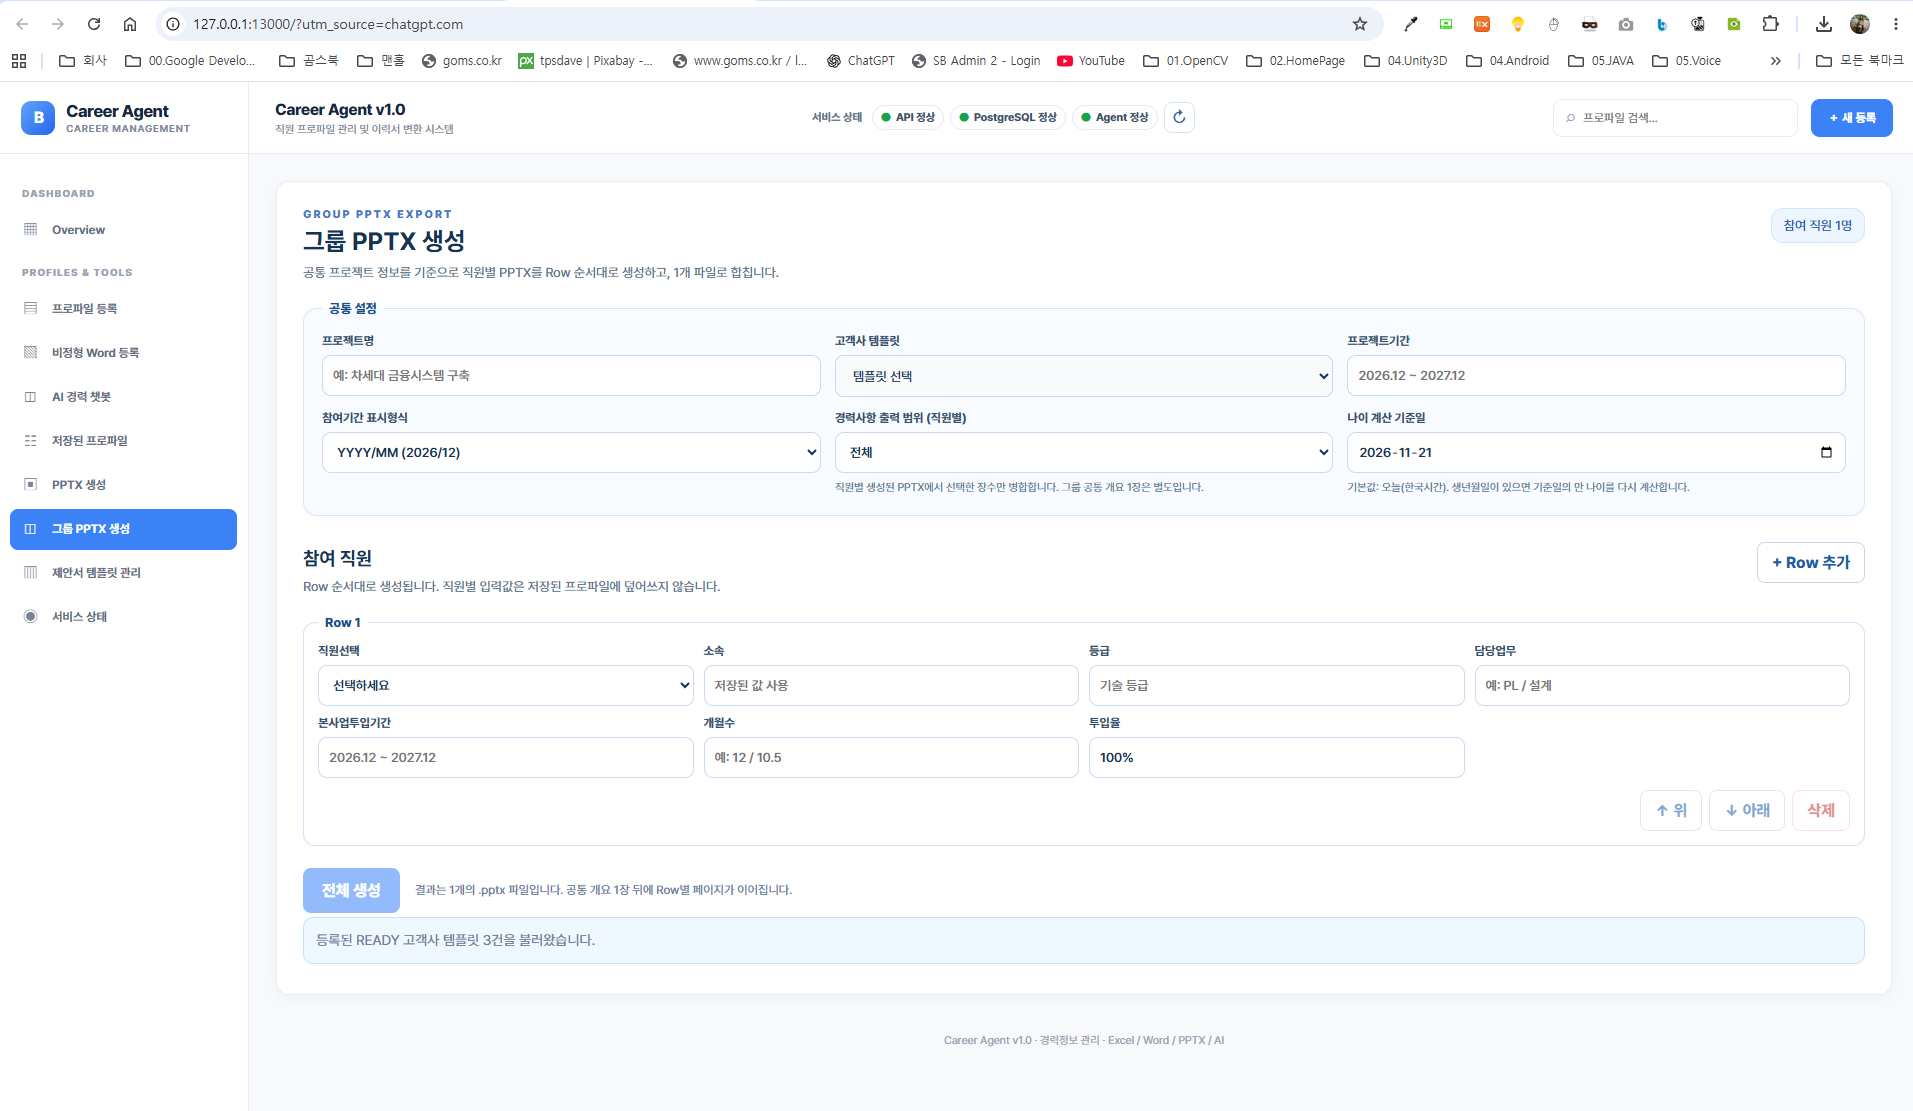 127.0.0.1:13000/?utm_source=chatgpt.com
회사
00.Google Develo...
곰스북
맨홀
goms.co.kr
px tpsdave | Pixabay -...
www.goms.co.kr / l...
ChatGPT
SB Admin 2 - Login
YouTube
01.OpenCV
02.HomePage
04.Unity3D
04.Android
05.JAVA
05.Voice
»
모든 북마크
B
Career Agent
CAREER MANAGEMENT
Career Agent v1.0
직원 프로파일 관리 및 이력서 변환 시스템
서비스 상태
API 정상
PostgreSQL 정상
Agent 정상
프로파일 검색...
+ 새 등록
DASHBOARD
Overview
PROFILES & TOOLS
프로파일 등록
비정형 Word 등록
AI 경력 챗봇
저장된 프로파일
PPTX 생성
그룹 PPTX 생성
제안서 템플릿 관리
서비스 상태
GROUP PPTX EXPORT
그룹 PPTX 생성
참여 직원 1명
공통 프로젝트 정보를 기준으로 직원별 PPTX를 Row 순서대로 생성하고, 1개 파일로 합칩니다.
공통 설정
프로젝트명
고객사 템플릿
프로젝트기간
예: 차세대 금융시스템 구축
템플릿 선택
2026.12 ~ 2027.12
참여기간 표시형식
경력사항 출력 범위 (직원별)
나이 계산 기준일
YYYY/MM (2026/12)
전체
2026-11-21
직원별 생성된 PPTX에서 선택한 장수만 병합합니다. 그룹 공통 개요 1장은 별도입니다.
기본값: 오늘(한국시간). 생년월일이 있으면 기준일의 만 나이를 다시 계산합니다.
참여 직원
+ Row 추가
Row 순서대로 생성됩니다. 직원별 입력값은 저장된 프로파일에 덮어쓰지 않습니다.
Row 1
직원선택
소속
등급
담당업무
선택하세요
저장된 값 사용
기술 등급
예: PL / 설계
본사업투입기간
개월수
투입율
2026.12 ~ 2027.12
예: 12 / 10.5
100%
↑ 위
↓ 아래
삭제
전체 생성
결과는 1개의 .pptx 파일입니다. 공통 개요 1장 뒤에 Row별 페이지가 이어집니다.
등록된 READY 고객사 템플릿 3건을 불러왔습니다.
Career Agent v1.0 · 경력정보 관리 · Excel / Word / PPTX / AI